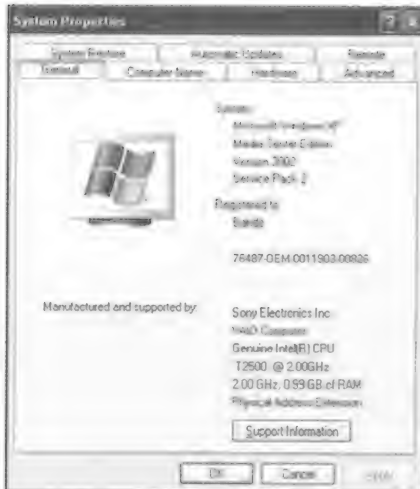 System Properties
System Restore Automatic Updates Remote
General Computer Name Hardware Advanced
System:
Microsoft Windows XP
Media Center Edition
Version 2002
Service Pack 2
Registered to:
76487-OEM-0011903-00826
Manufactured and supported by:
Sony Electronics Inc
VAIO Computer
Genuine Intel(R) CPU
T2500 @ 2.00GHz
2.00 GHz, 0.99 GB of RAM
Physical Address Extension
Support Information
OK Cancel Apply